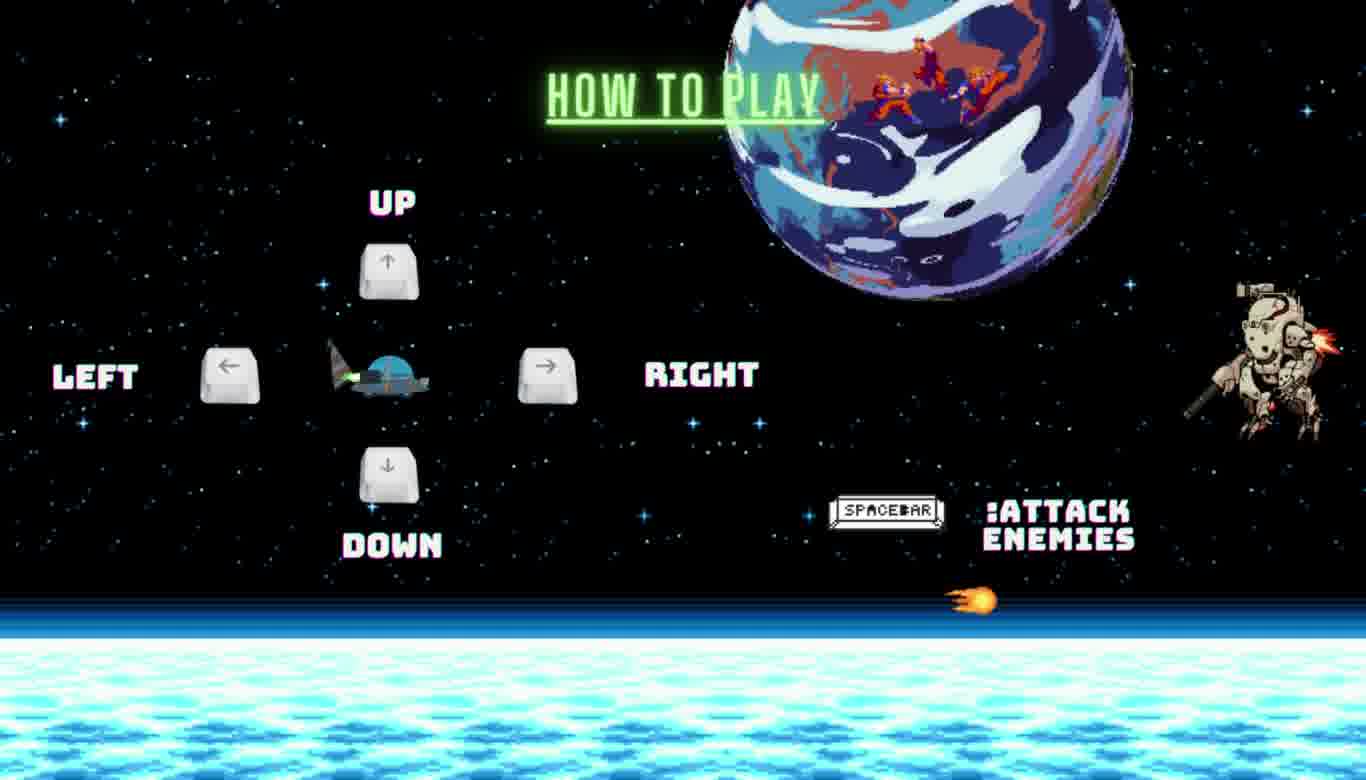 HOW TO PLAY
UP
↑
LEFT
←
→
RIGHT
↓
DOWN
SPACEBAR
:ATTACK
ENEMIES